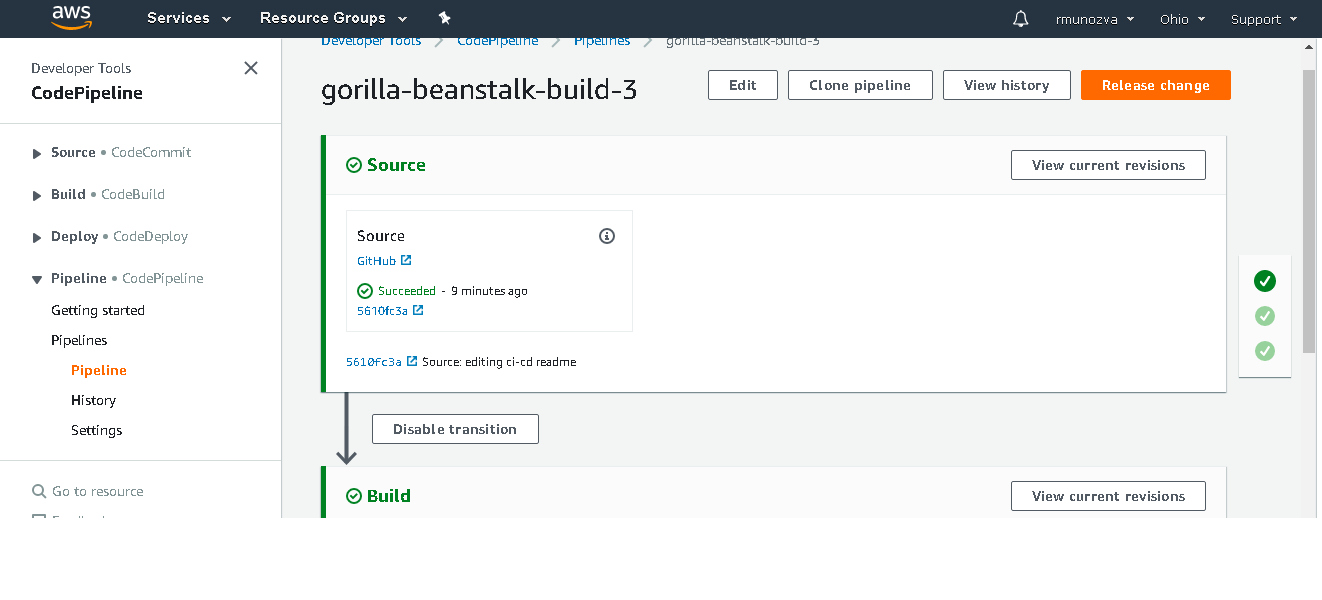 aws Services Resource Groups rmunozva Ohio Support
Developer Tools
CodePipeline
Source • CodeCommit
Build • CodeBuild
Deploy • CodeDeploy
Pipeline • CodePipeline
Getting started
Pipelines
Pipeline
History
Settings
Go to resource
Developer Tools CodePipeline Pipelines gorilla-beanstalk-build-3
gorilla-beanstalk-build-3 Edit Clone pipeline View history Release change
Source View current revisions
Source
GitHub
Succeeded - 9 minutes ago
5610fc3a
5610fc3a Source: editing ci-cd readme
Disable transition
Build View current revisions